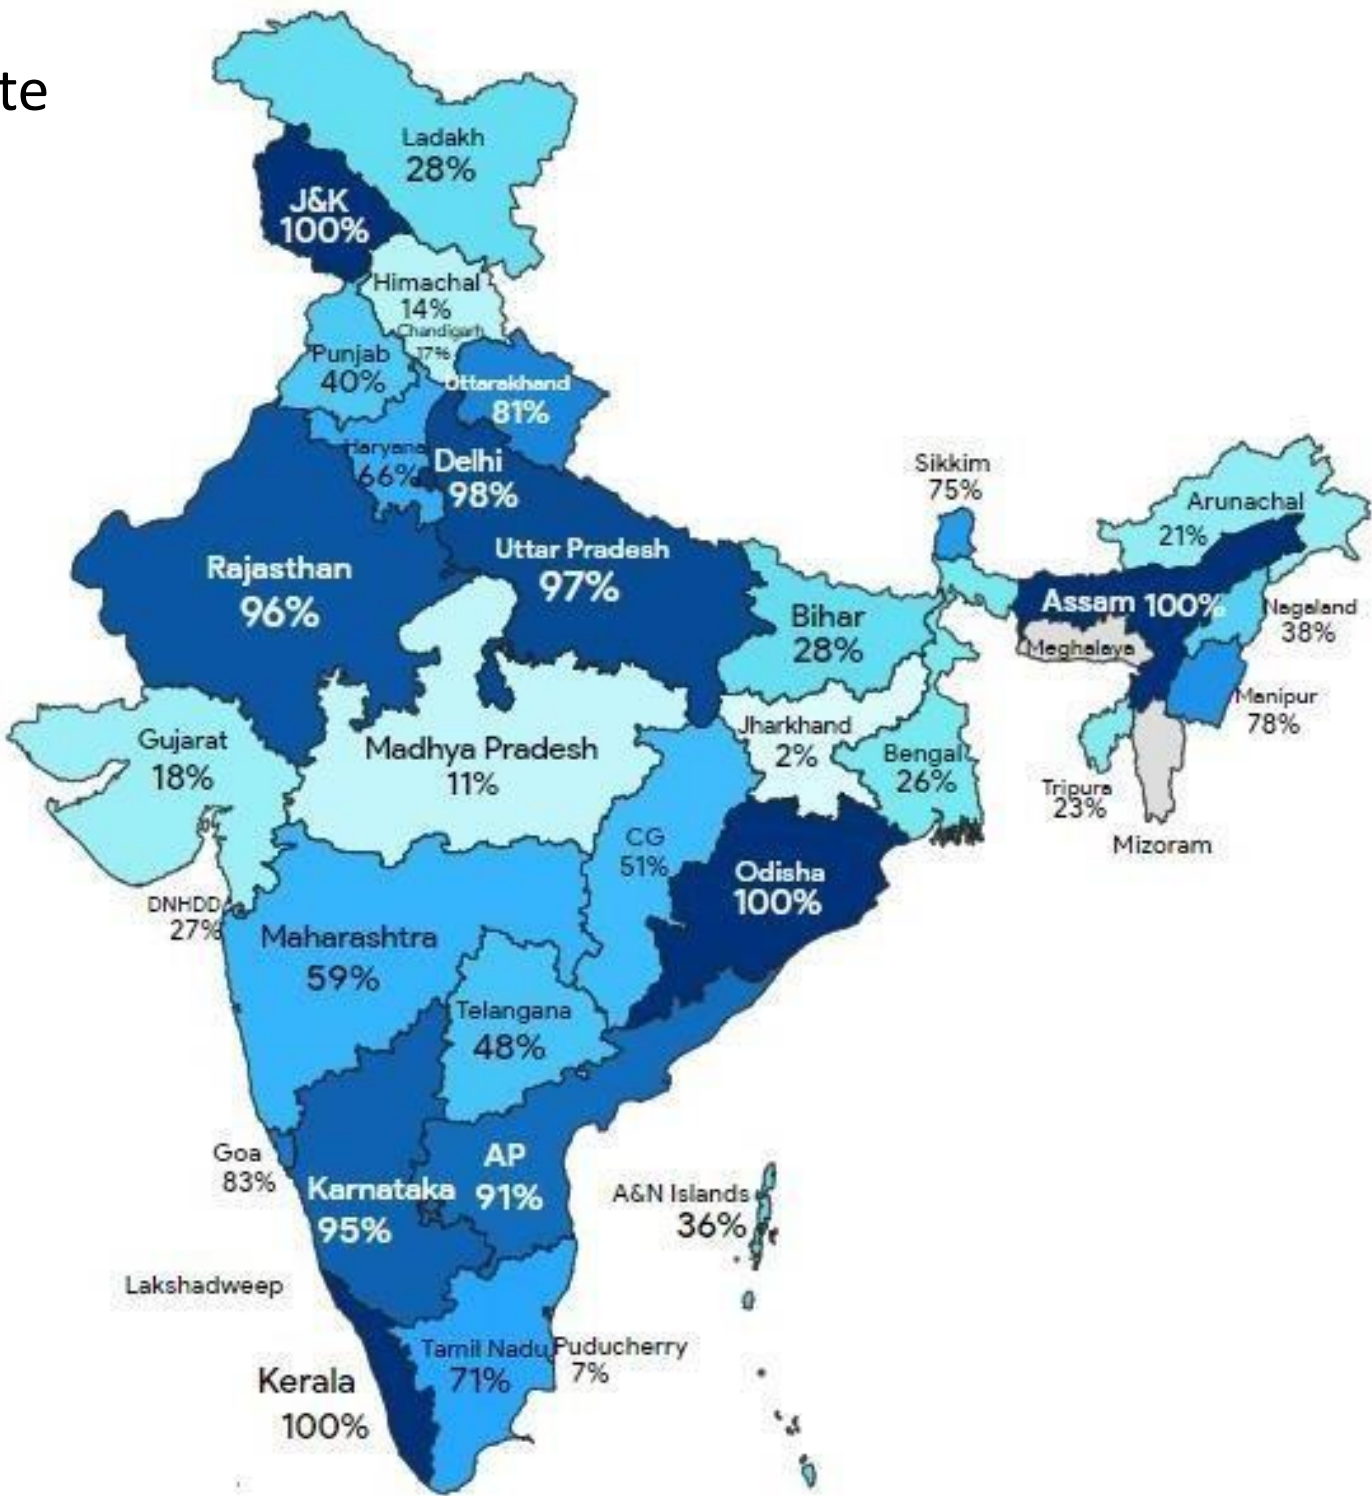 te
Ladakh
28%
J&K
100%
Himachal
14%
Chandigarh
17%
Punjab
40%
Uttarakhand
81%
Haryana
66%
Delhi
98%
Sikkim
75%
Arunachal
21%
Rajasthan
96%
Uttar Pradesh
97%
Bihar
28%
Assam 100%
Nagaland
38%
Meghalaya
Manipur
78%
Gujarat
18%
Madhya Pradesh
11%
Jharkhand
2%
Bengal
26%
Tripura
23%
Mizoram
CG
51%
Odisha
100%
DNHDD
27%
Maharashtra
59%
Telangana
48%
Goa
83%
Karnataka
95%
AP
91%
A&N Islands
36%
Lakshadweep
Tamil Nadu
71%
Puducherry
7%
Kerala
100%